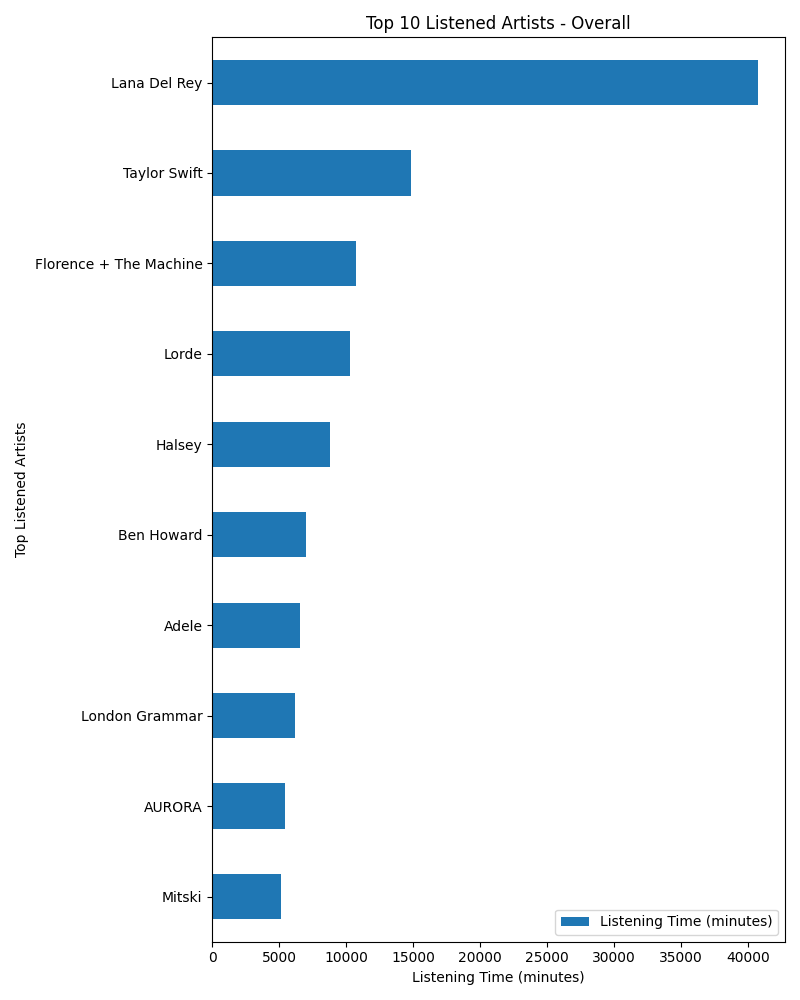 Top 10 Listened Artists - Overall
Top Listened Artists
Lana Del Rey
Taylor Swift
Florence + The Machine
Lorde
Halsey
Ben Howard
Adele
London Grammar
AURORA
Mitski
Listening Time (minutes)
0 5000 10000 15000 20000 25000 30000 35000 40000
Listening Time (minutes)